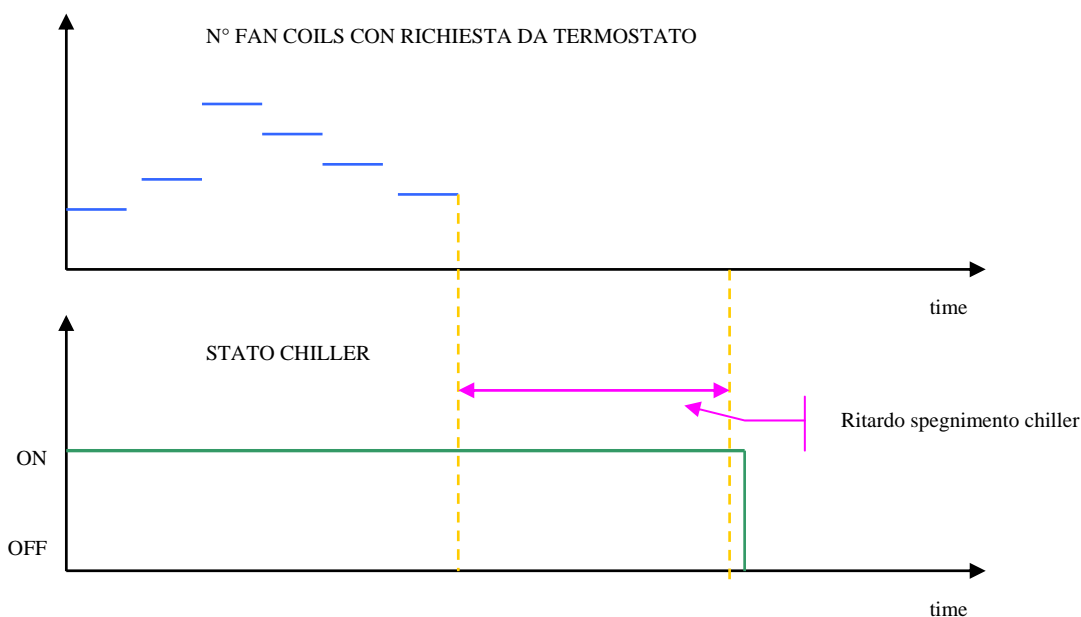 N° FAN COILS CON RICHIESTA DA TERMOSTATO
time
STATO CHILLER
Ritardo spegnimento chiller
ON
OFF
time